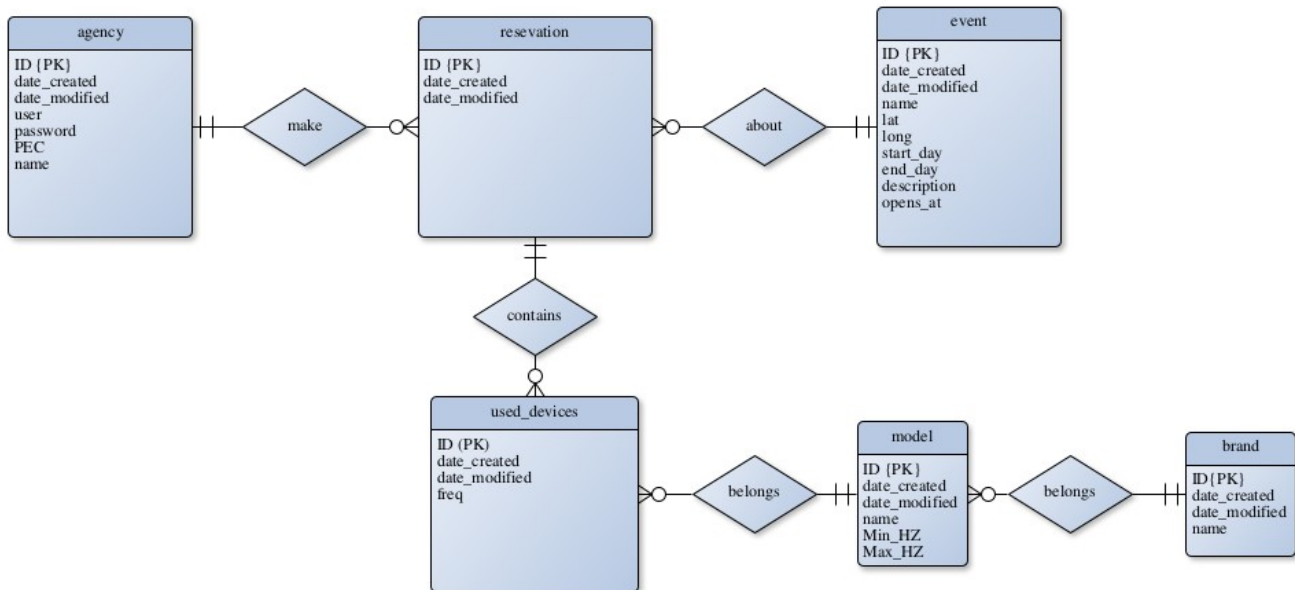 agency
ID {PK}
date_created
date_modified
user
password
PEC
name
make
resevation
ID {PK}
date_created
date_modified
about
event
ID {PK}
date_created
date_modified
name
lat
long
start_day
end_day
description
opens_at
contains
used_devices
ID (PK)
date_created
date_modified
freq
belongs
model
ID {PK}
date_created
date_modified
name
Min_HZ
Max_HZ
belongs
brand
ID{PK}
date_created
date_modified
name